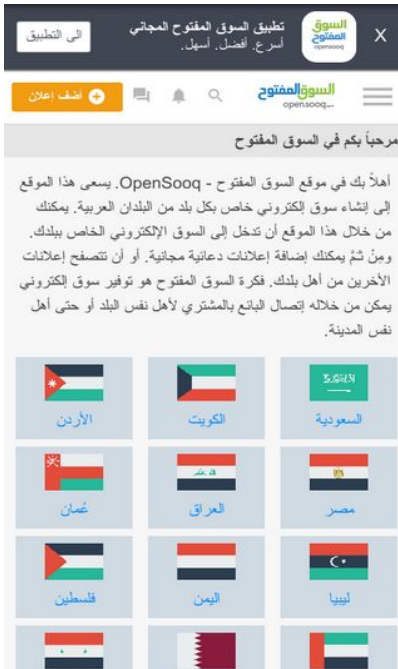 تطبيق السوق المفتوح المجاني
أسرع. أفضل. أسهل.
الى التطبيق
السوق
المفتوح
opensooq
X
السوق المفتوح
opensooq.com
أضف إعلان
مرحباً بكم في السوق المفتوح
أهلاً بك في موقع السوق المفتوح - OpenSooq. يسعى هذا الموقع
إلى إنشاء سوق إلكتروني خاص بكل بلد من البلدان العربية. يمكنك
من خلال هذا الموقع أن تدخل إلى السوق الإلكتروني الخاص ببلدك.
ومِنْ ثَمَّ يمكنك إضافة إعلانات دعائية مجانية. أو أن تتصفح إعلانات
الأخرين من أهل بلدك. فكرة السوق المفتوح هو توفير سوق إلكتروني
يمكن من خلاله إتصال البائع بالمشتري لأهل نفس البلد أو حتى أهل
نفس المدينة.
السعودية
الكويت
الأردن
مصر
العراق
عُمان
ليبيا
اليمن
فلسطين